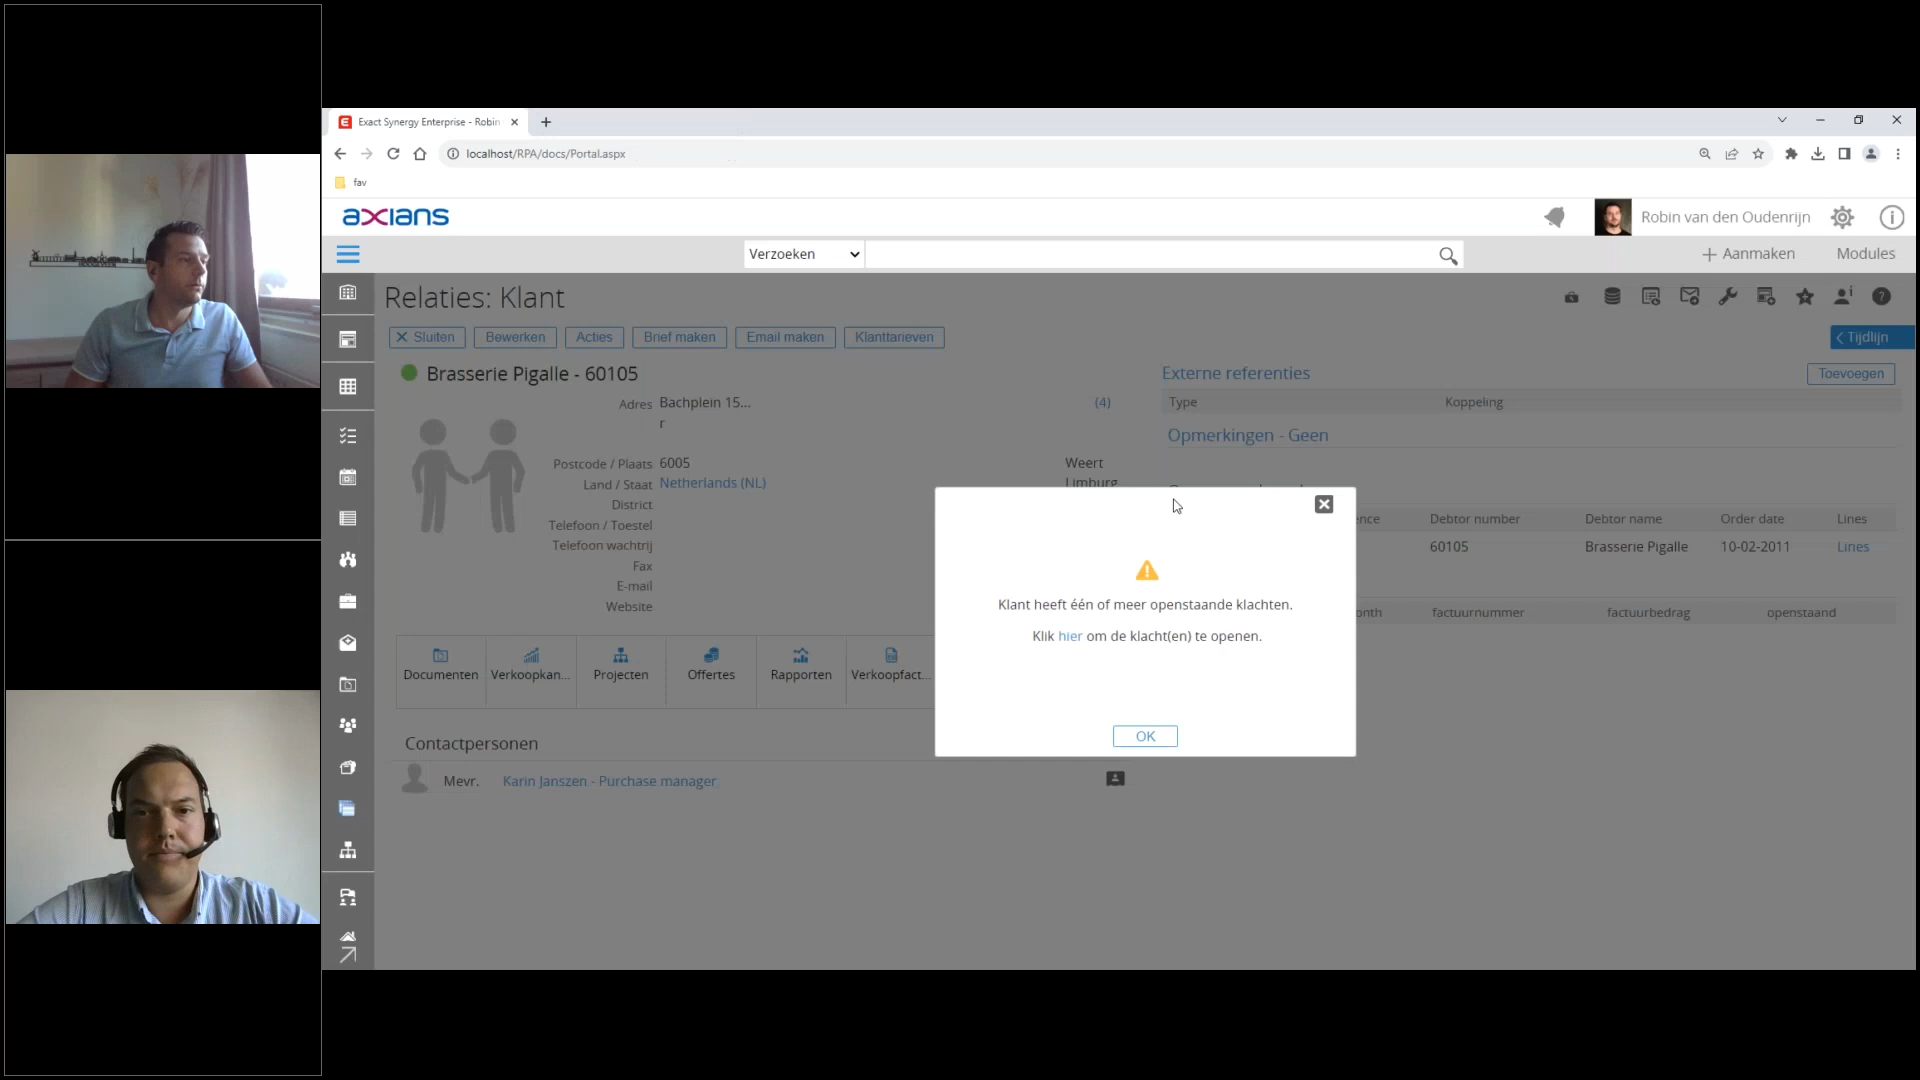 Exact Synergy Enterprise - Robin
localhost/RPA/docs/Portal.aspx
fav
axians
Robin van den Oudenrijn
Verzoeken
Aanmaken
Modules
Relaties: Klant
Sluiten
Bewerken
Acties
Brief maken
Email maken
Klanttarieven
Tijdlijn
Brasserie Pigalle - 60105
Adres Bachplein 15...
r
(4)
Postcode / Plaats 6005 Weert
Land / Staat Netherlands (NL) Limburg
District
Telefoon / Toestel
Telefoon wachtrij
Fax
E-mail
Website
Externe referenties
Toevoegen
Type Koppeling
Opmerkingen - Geen
Debtor number Debtor name Order date Lines
60105 Brasserie Pigalle 10-02-2011 Lines
factuurnummer factuurbedrag openstaand
Klant heeft één of meer openstaande klachten.
Klik hier om de klacht(en) te openen.
OK
Documenten
Verkoopkan...
Projecten
Offertes
Rapporten
Verkoopfact...
Contactpersonen
Mevr. Karin Janszen - Purchase manager